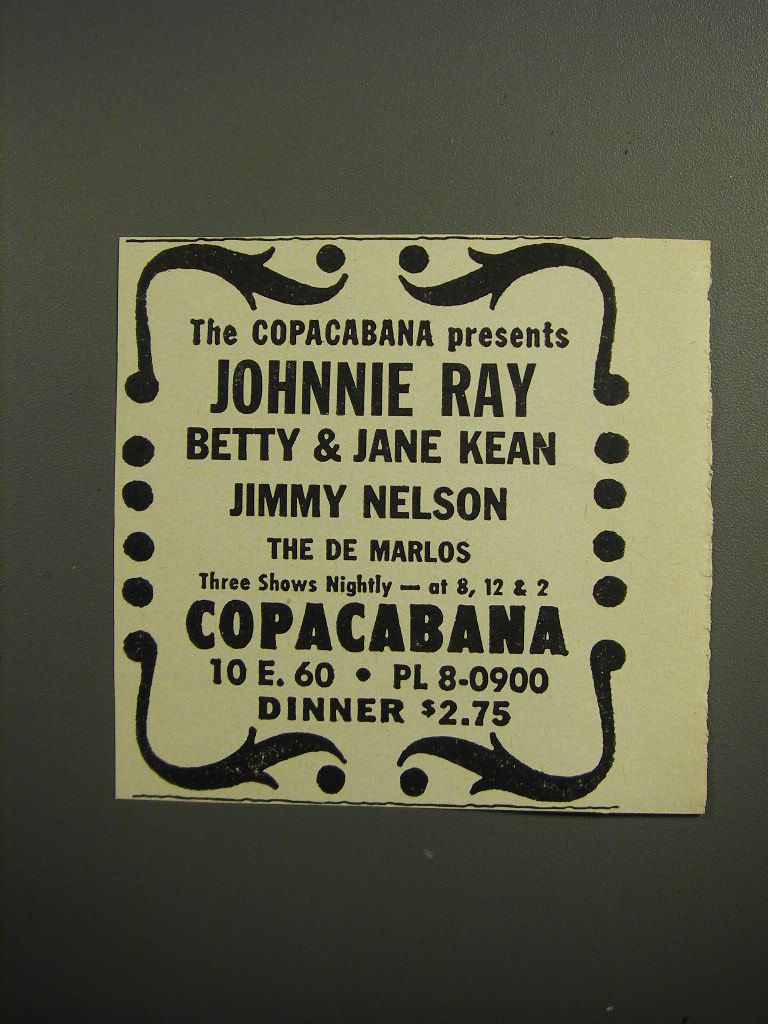 The COPACABANA presents
JOHNNIE RAY
BETTY & JANE KEAN
JIMMY NELSON
THE DE MARLOS
Three Shows Nightly — at 8, 12 & 2
COPACABANA
10 E. 60 • PL 8-0900
DINNER $2.75